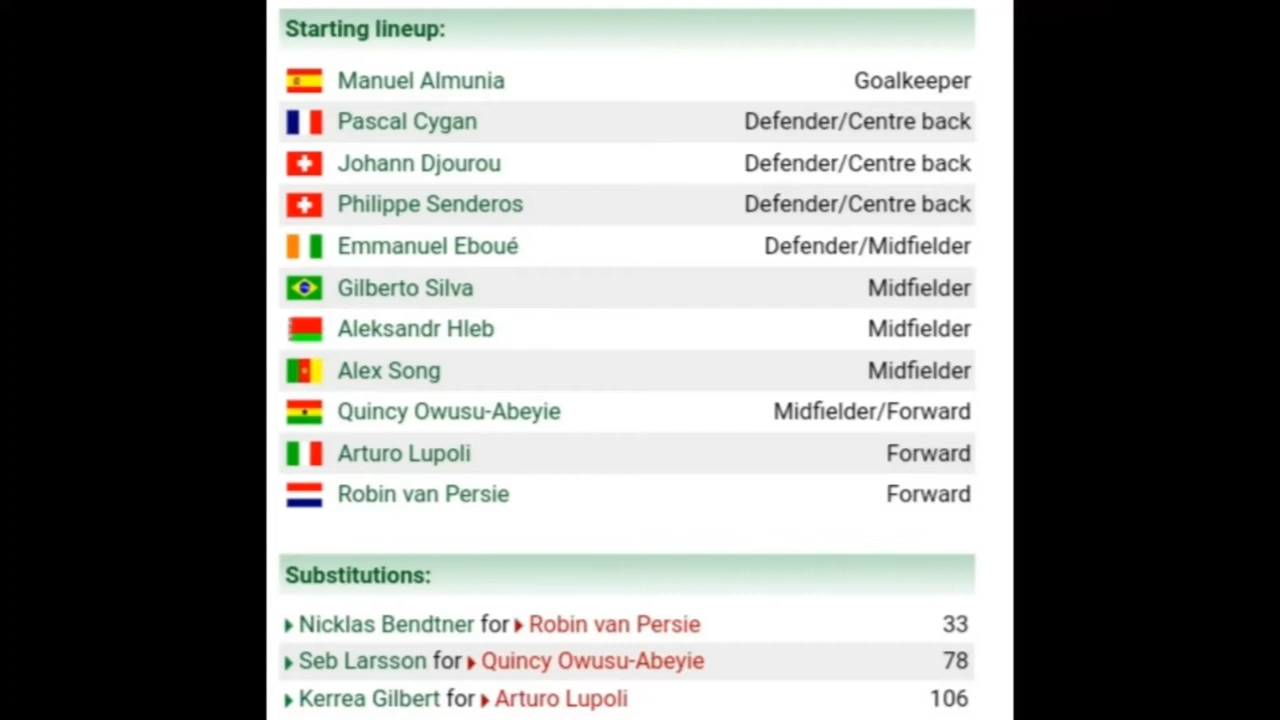 Starting lineup:
Manuel Almunia Goalkeeper
Pascal Cygan Defender/Centre back
Johann Djourou Defender/Centre back
Philippe Senderos Defender/Centre back
Emmanuel Eboué Defender/Midfielder
Gilberto Silva Midfielder
Aleksandr Hleb Midfielder
Alex Song Midfielder
Quincy Owusu-Abeyie Midfielder/Forward
Arturo Lupoli Forward
Robin van Persie Forward
Substitutions:
Nicklas Bendtner for Robin van Persie 33
Seb Larsson for Quincy Owusu-Abeyie 78
Kerrea Gilbert for Arturo Lupoli 106